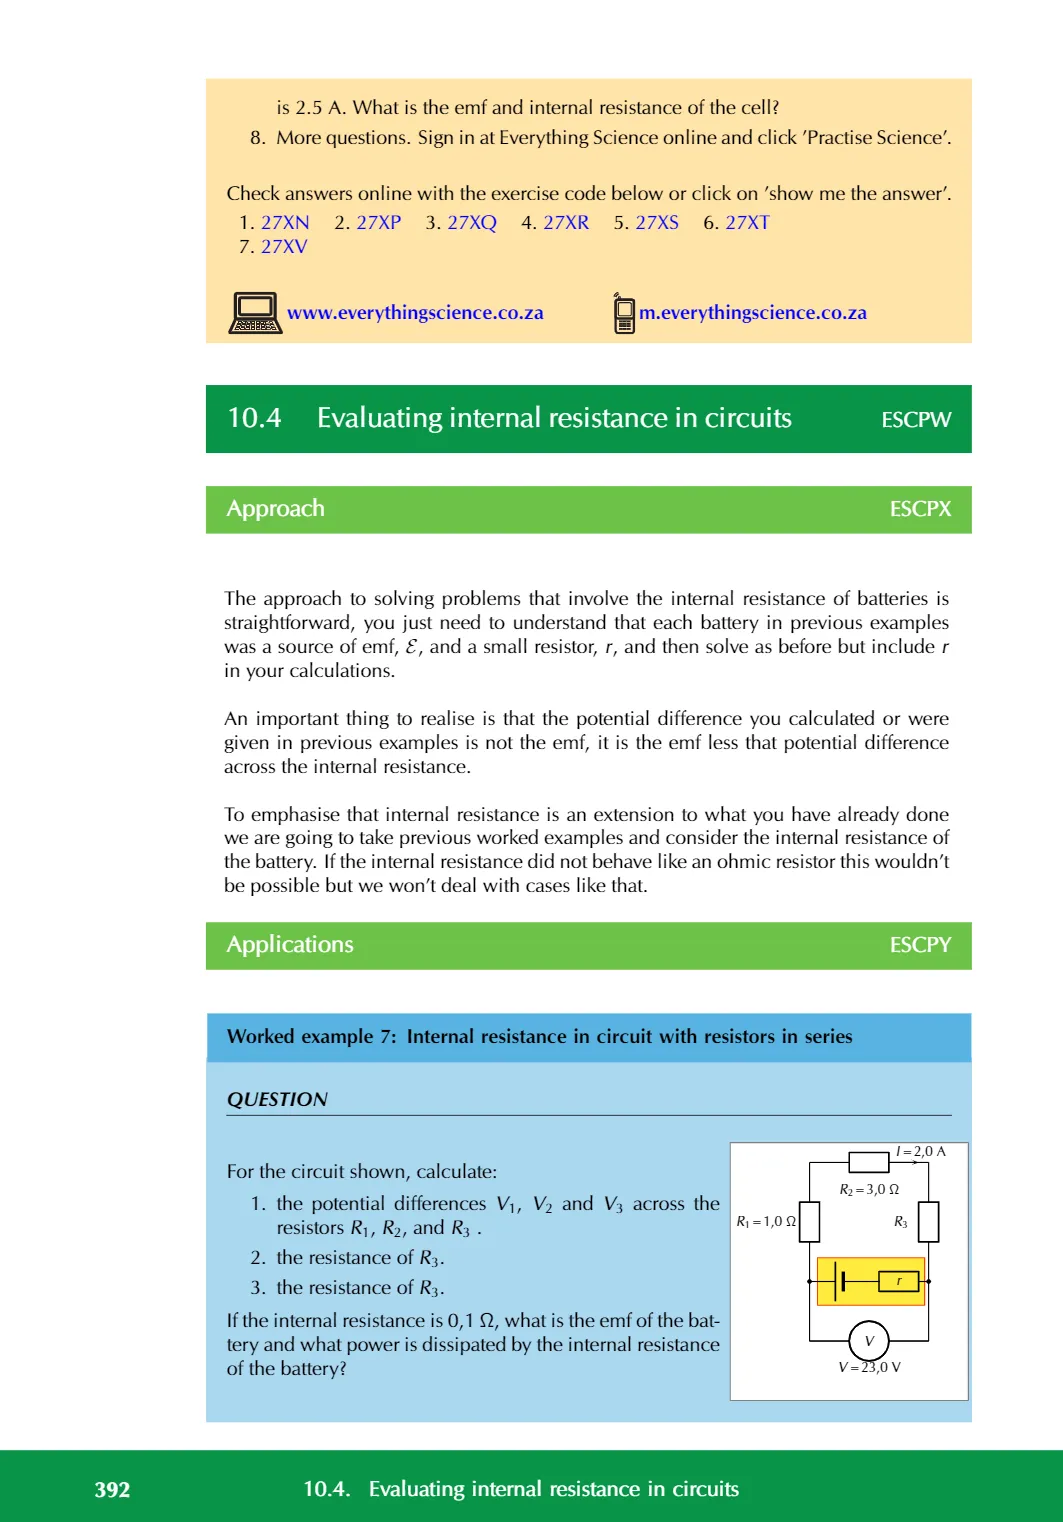 is 2.5 A. What is the emf and internal resistance of the cell?
8. More questions. Sign in at Everything Science online and click ’Practise Science’.
Check answers online with the exercise code below or click on ’show me the answer’.
1. 27XN 2. 27XP 3. 27XQ 4. 27XR 5. 27XS 6. 27XT
7. 27XV
www.everythingscience.co.za m.everythingscience.co.za
10.4 Evaluating internal resistance in circuits ESCPW
Approach ESCPX
The approach to solving problems that involve the internal resistance of batteries is
straightforward, you just need to understand that each battery in previous examples
was a source of emf, ℰ, and a small resistor, r, and then solve as before but include r
in your calculations.
An important thing to realise is that the potential difference you calculated or were
given in previous examples is not the emf, it is the emf less that potential difference
across the internal resistance.
To emphasise that internal resistance is an extension to what you have already done
we are going to take previous worked examples and consider the internal resistance of
the battery. If the internal resistance did not behave like an ohmic resistor this wouldn’t
be possible but we won’t deal with cases like that.
Applications ESCPY
Worked example 7: Internal resistance in circuit with resistors in series
QUESTION
For the circuit shown, calculate:
1. the potential differences V₁, V₂ and V₃ across the
resistors R₁, R₂, and R₃ .
2. the resistance of R₃.
3. the resistance of R₃.
If the internal resistance is 0,1 Ω, what is the emf of the bat-
tery and what power is dissipated by the internal resistance
of the battery?
I = 2,0 A
R₂ = 3,0 Ω
R₁ = 1,0 Ω
R₃
r
V
V = 23,0 V
392 10.4. Evaluating internal resistance in circuits